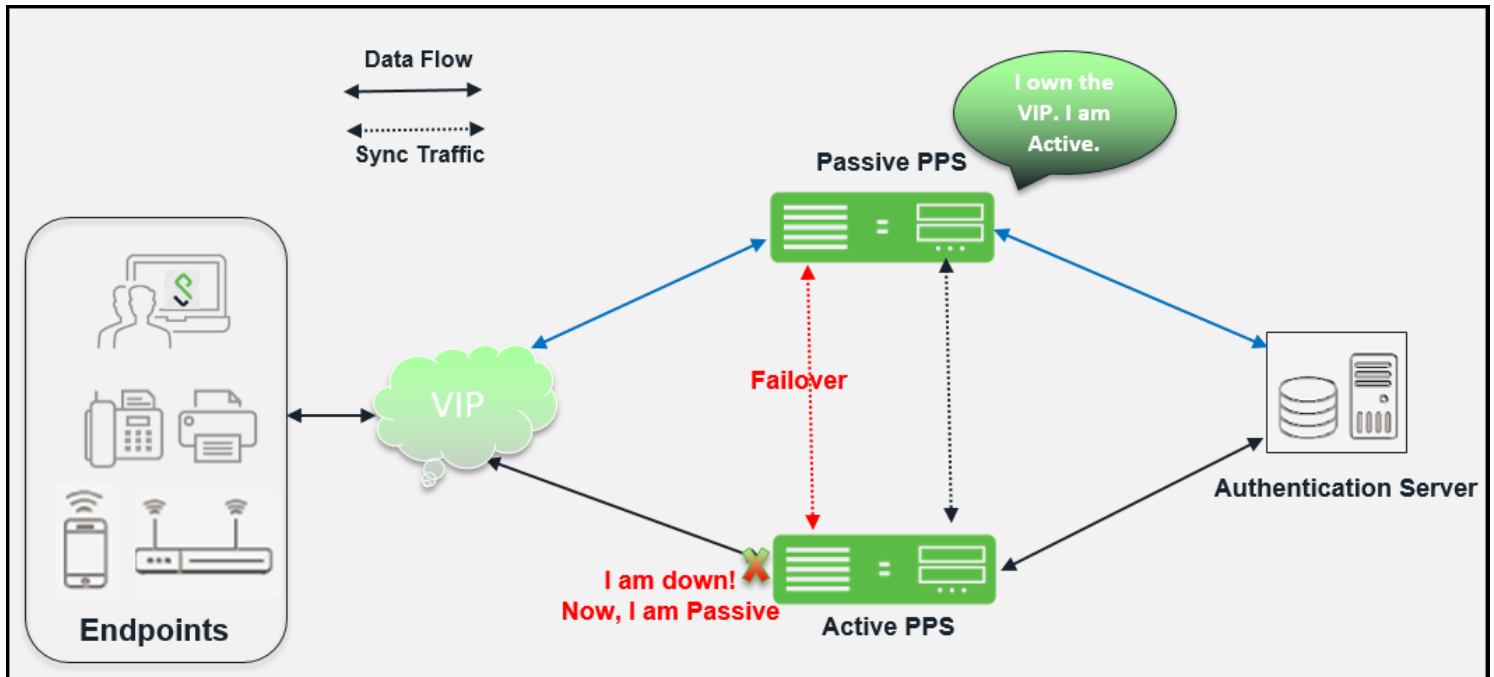 Data Flow
Sync Traffic
I own the
VIP. I am
Active.
Passive PPS
VIP
Failover
Authentication Server
I am down!
Now, I am Passive
Active PPS
Endpoints